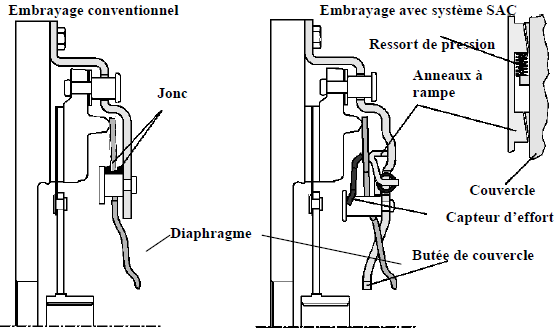 Embrayage conventionnel
Embrayage avec système SAC
Ressort de pression
Anneaux à
rampe
Jonc
Couvercle
Capteur d’effort
Diaphragme
Butée de couvercle